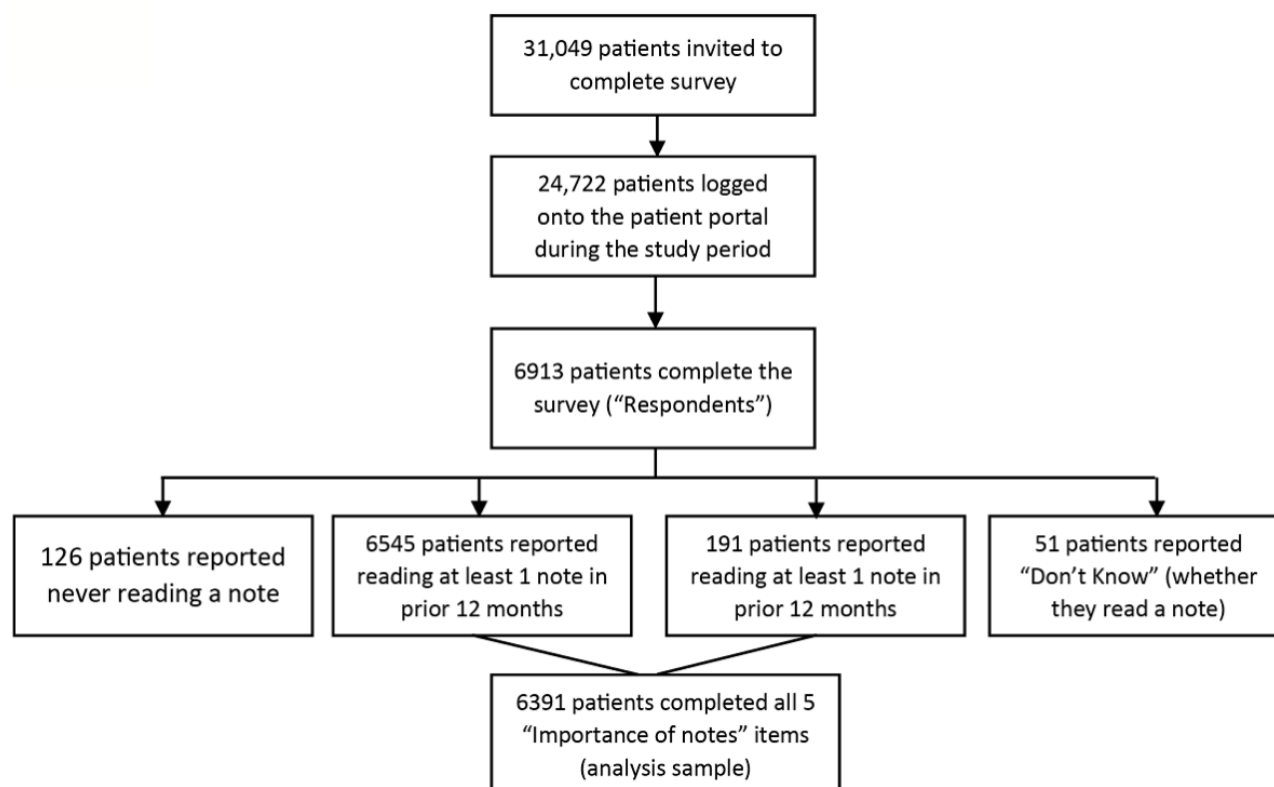 31,049 patients invited to
complete survey
24,722 patients logged
onto the patient portal
during the study period
6913 patients complete the
survey (“Respondents”)
126 patients reported
never reading a note
6545 patients reported
reading at least 1 note in
prior 12 months
191 patients reported
reading at least 1 note in
prior 12 months
51 patients reported
“Don’t Know” (whether
they read a note)
6391 patients completed all 5
“Importance of notes” items
(analysis sample)